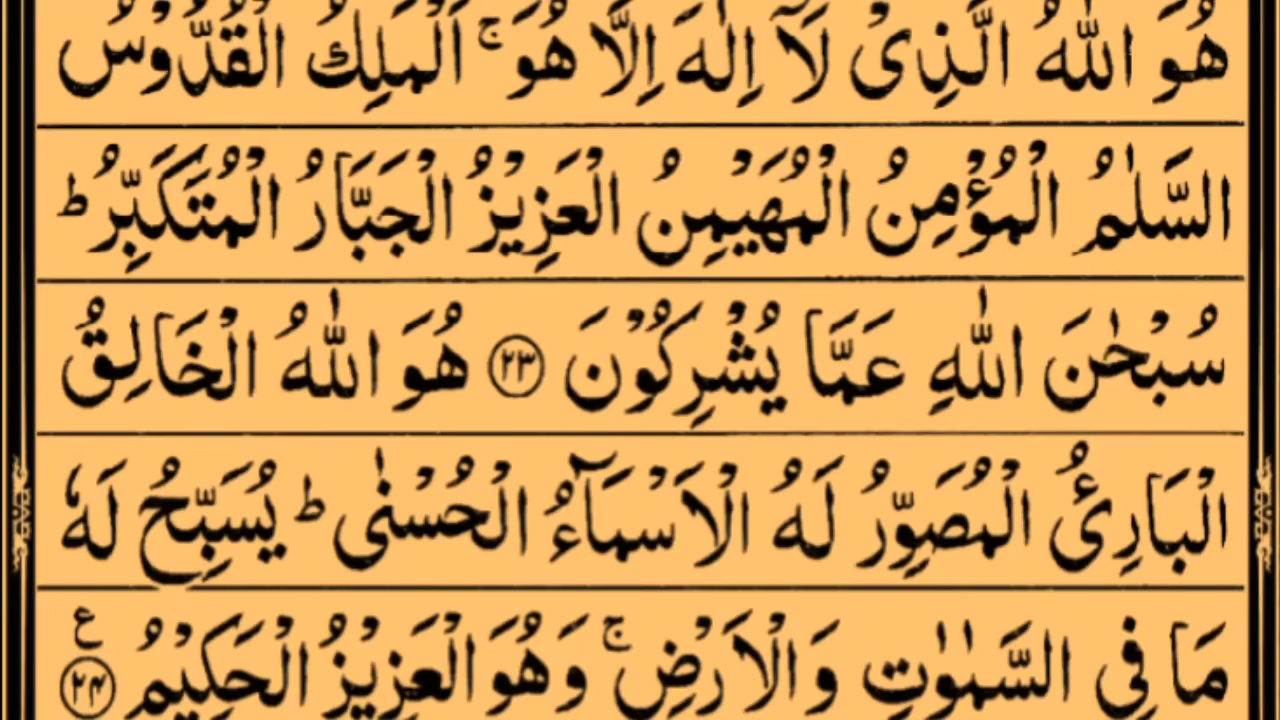 هُوَ اللّٰهُ الَّذِىْ لَآ اِلٰهَ اِلَّا هُوَ ۚ اَلْمَلِكُ الْقُدُّوْسُ
السَّلٰمُ الْمُؤْمِنُ الْمُهَيْمِنُ الْعَزِيْزُ الْجَبَّارُ الْمُتَكَبِّرُ ؕ
سُبْحٰنَ اللّٰهِ عَمَّا يُشْرِكُوْنَ ﴿۲۳﴾ هُوَ اللّٰهُ الْخَالِقُ
الْبَارِئُ الْمُصَوِّرُ لَهُ الْاَسْمَآءُ الْحُسْنٰى ؕ يُسَبِّحُ لَهٗ
مَا فِى السَّمٰوٰتِ وَالْاَرْضِ ۚ وَهُوَ الْعَزِيْزُ الْحَكِيْمُ ﴿۲۴﴾ ع